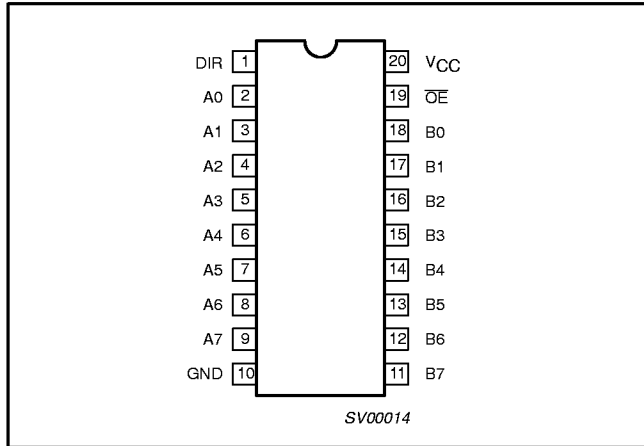 DIR 1 20 VCC
A0 2 19 O̅E̅
A1 3 18 B0
A2 4 17 B1
A3 5 16 B2
A4 6 15 B3
A5 7 14 B4
A6 8 13 B5
A7 9 12 B6
GND 10 11 B7
SV00014